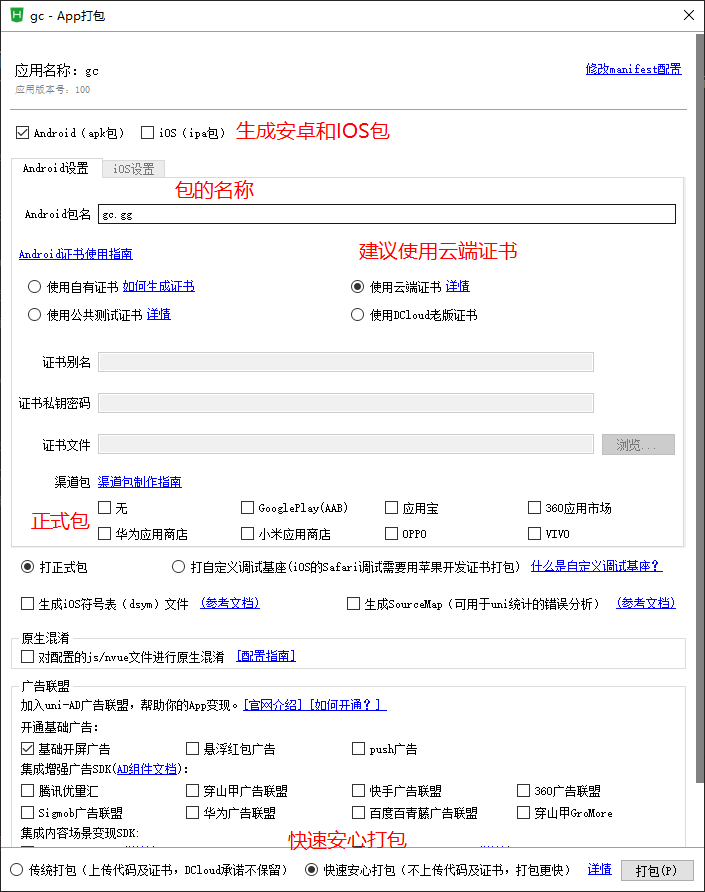 gc - App打包
应用名称: gc
修改manifest配置
应用版本号: 100
Android（apk包） iOS（ipa包） 生成安卓和IOS包
Android设置 iOS设置
包的名称
Android包名 gc.gg
Android证书使用指南
建议使用云端证书
使用自有证书 如何生成证书 使用云端证书 详情
使用公共测试证书 详情 使用DCloud老版证书
证书别名
证书私钥密码
证书文件 浏览...
渠道包 渠道包制作指南
无 GooglePlay(AAB) 应用宝 360应用市场
正式包
华为应用商店 小米应用商店 OPPO VIVO
打正式包 打自定义调试基座(iOS的Safari调试需要用苹果开发证书打包) 什么是自定义调试基座？
生成iOS符号表（dsym）文件 (参考文档) 生成SourceMap（可用于uni统计的错误分析） (参考文档)
原生混淆
对配置的js/nvue文件进行原生混淆 [配置指南]
广告联盟
加入uni-AD广告联盟，帮助你的App变现。[官网介绍] [如何开通？]
开通基础广告:
基础开屏广告 悬浮红包广告 push广告
集成增强广告SDK(AD组件文档):
腾讯优量汇 穿山甲广告联盟 快手广告联盟 360广告联盟
Sigmob广告联盟 华为广告联盟 百度百青藤广告联盟 穿山甲GroMore
集成内容场景变现SDK:
快速安心打包
传统打包（上传代码及证书，DCloud承诺不保留） 快速安心打包（不上传代码及证书，打包更快） 详情 打包(P)